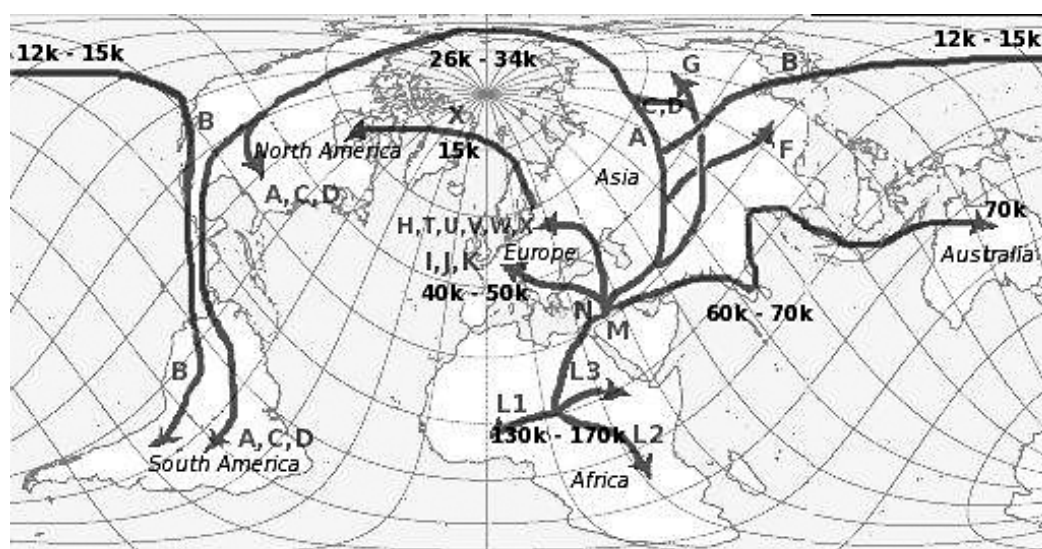 12k - 15k
26k - 34k
12k - 15k
G
B
C,D
B
X
A
F
North America
15k
Asia
A,C,D
70k
H,T,U,V,W,X
Europe
Australia
I,J,K
40k - 50k
N
M
60k - 70k
B
L3
L1
130k - 170k
L2
A,C,D
South America
Africa